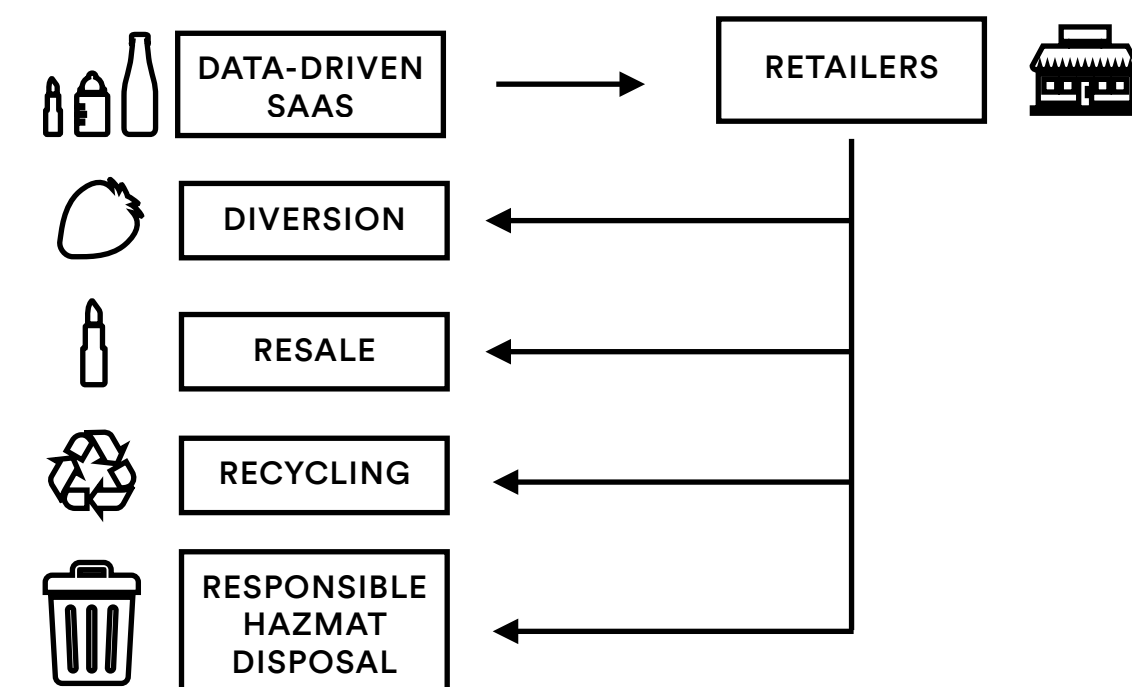 DATA-DRIVEN
SAAS
RETAILERS
DIVERSION
RESALE
RECYCLING
RESPONSIBLE
HAZMAT
DISPOSAL